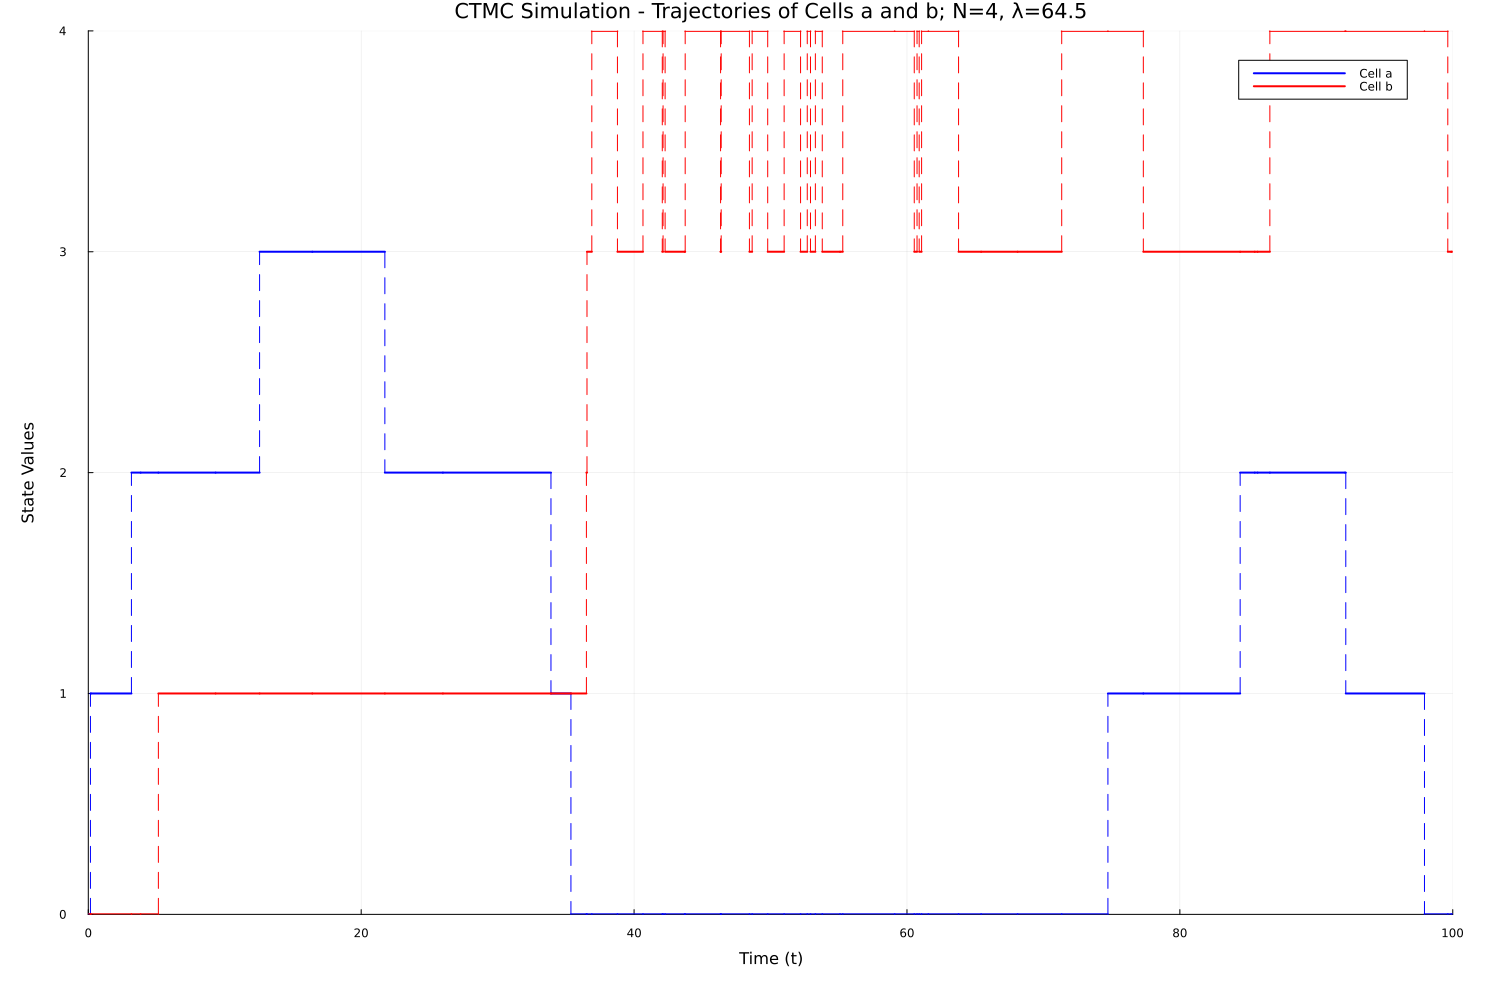 CTMC Simulation - Trajectories of Cells a and b; N=4, λ=64.5
4
Cell a
Cell b
3
State Values
2
1
0
0 20 40 60 80 100
Time (t)